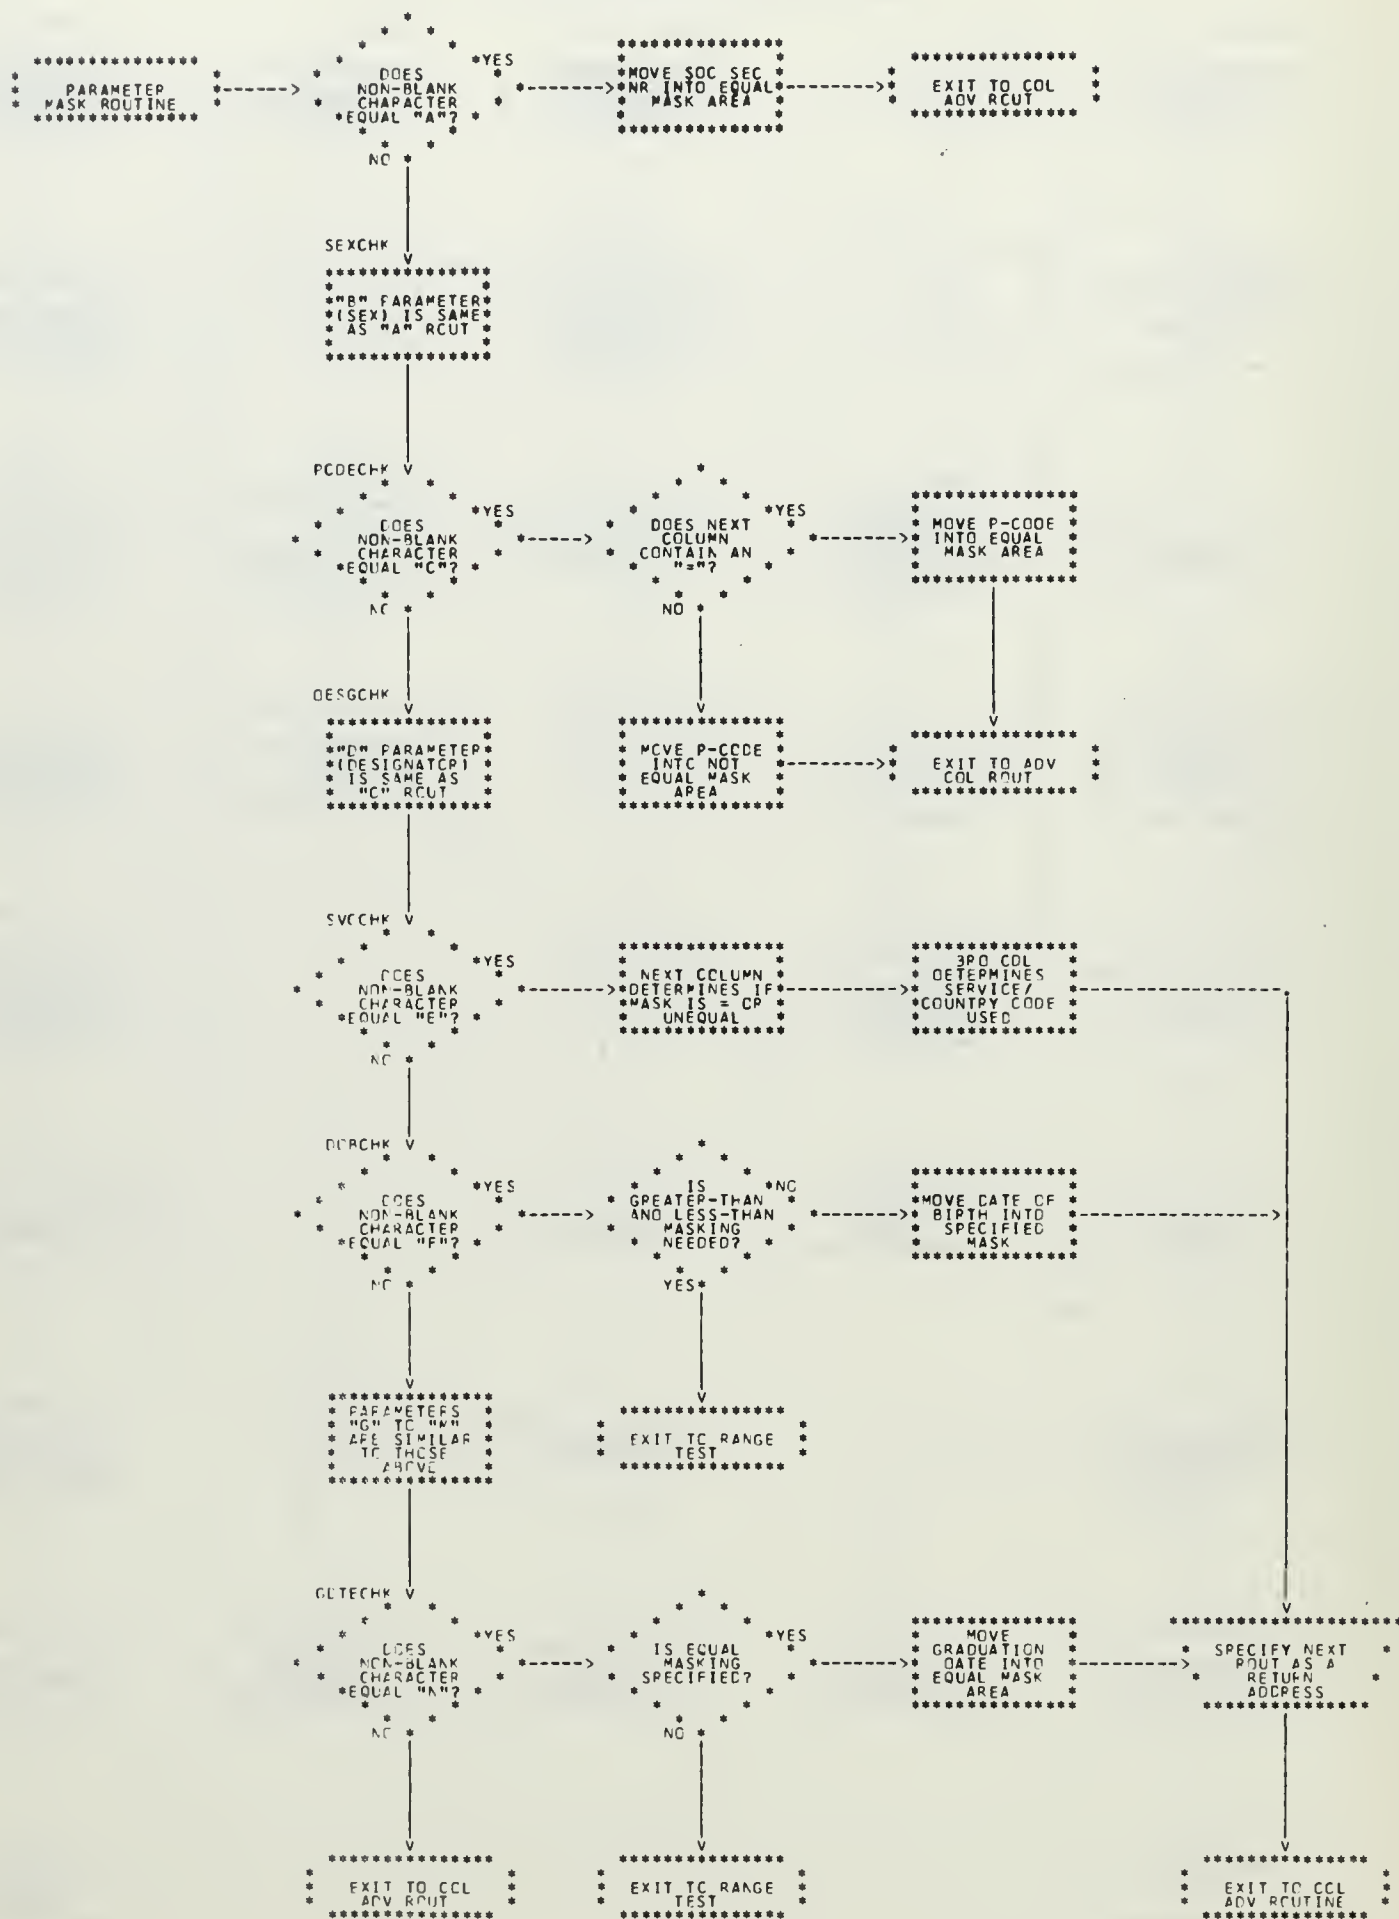 PARAMETER
MASK ROUTINE
DOES
NON-BLANK
CHARACTER
EQUAL "A"?
YES
NO
MOVE SOC SEC
NR INTO EQUAL
MASK AREA
EXIT TO COL
ADV ROUT
SEXCHK
"B" PARAMETER
(SEX) IS SAME
AS "A" ROUT
PCDECHK
DOES
NON-BLANK
CHARACTER
EQUAL "C"?
YES
NO
DOES NEXT
COLUMN
CONTAIN AN
"="?
YES
NO
MOVE P-CODE
INTO EQUAL
MASK AREA
DESGCHK
"D" PARAMETER
(DESIGNATOR)
IS SAME AS
"C" ROUT
MOVE P-CODE
INTO NOT
EQUAL MASK
AREA
EXIT TO ADV
COL ROUT
SVCCHK
DOES
NON-BLANK
CHARACTER
EQUAL "E"?
YES
NO
NEXT COLUMN
DETERMINES IF
MASK IS = OR
UNEQUAL
3RD COL
DETERMINES
SERVICE/
COUNTRY CODE
USED
DOBCHK
DOES
NON-BLANK
CHARACTER
EQUAL "F"?
YES
NO
IS
GREATER-THAN
AND LESS-THAN
MASKING
NEEDED?
NO
YES
MOVE DATE OF
BIRTH INTO
SPECIFIED
MASK
PARAMETERS
"G" TO "M"
ARE SIMILAR
TO THOSE
ABOVE
EXIT TO RANGE
TEST
GDTECHK
DOES
NON-BLANK
CHARACTER
EQUAL "N"?
YES
NO
IS EQUAL
MASKING
SPECIFIED?
YES
NO
MOVE
GRADUATION
DATE INTO
EQUAL MASK
AREA
SPECIFY NEXT
ROUT AS A
RETURN
ADDRESS
EXIT TO COL
ADV ROUT
EXIT TO RANGE
TEST
EXIT TO COL
ADV ROUTINE